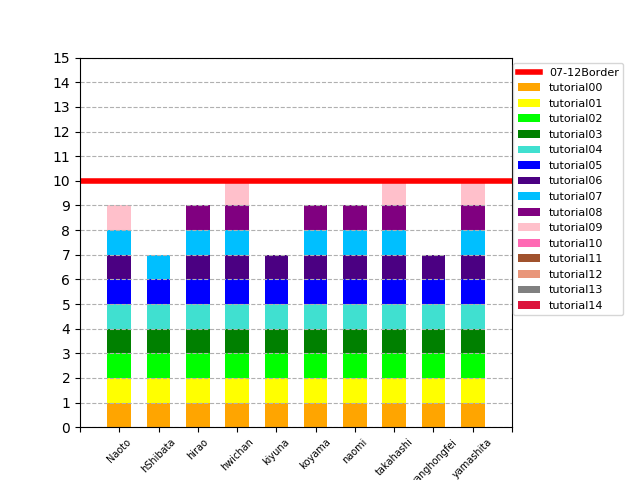 15
14
13
12
11
10
9
8
7
6
5
4
3
2
1
0
Naoto
hShibata
hirao
hwichan
kiyuna
koyama
naomi
takahashi
yamashita
07-12Border
tutorial00
tutorial01
tutorial02
tutorial03
tutorial04
tutorial05
tutorial06
tutorial07
tutorial08
tutorial09
tutorial10
tutorial11
tutorial12
tutorial13
tutorial14